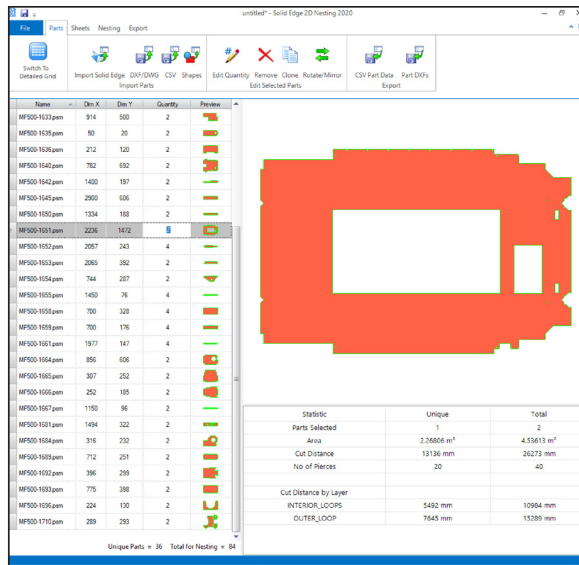 untitled* - Solid Edge 2D Nesting 2020
File Parts Sheets Nesting Export
Switch To Detailed Grid
Import Solid Edge DXF/DWG CSV Shapes
Import Parts
Edit Quantity Remove Clone Rotate/Mirror
Edit Selected Parts
CSV Part Data Part DXFs
Export
Name Dim X Dim Y Quantity Preview
MF500-1633.psm 914 500 2
MF500-1635.psm 50 20 2
MF500-1636.psm 212 120 2
MF500-1640.psm 782 692 2
MF500-1642.psm 1400 197 2
MF500-1645.psm 2900 606 2
MF500-1650.psm 1334 188 2
MF500-1651.psm 2236 1472 2
MF500-1652.psm 2057 243 4
MF500-1653.psm 2065 392 2
MF500-1654.psm 744 287 2
MF500-1655.psm 1450 76 4
MF500-1658.psm 700 328 4
MF500-1659.psm 700 176 4
MF500-1661.psm 1977 147 4
MF500-1664.psm 856 606 2
MF500-1665.psm 307 252 2
MF500-1666.psm 252 185 2
MF500-1667.psm 1150 96 2
MF500-1681.psm 1494 322 2
MF500-1684.psm 316 232 2
MF500-1689.psm 712 251 2
MF500-1692.psm 396 299 2
MF500-1693.psm 775 398 2
MF500-1696.psm 224 130 2
MF500-1710.psm 289 293 2
Unique Parts = 36 Total for Nesting = 84
Statistic Unique Total
Parts Selected 1 2
Area 2.26806 m² 4.53613 m²
Cut Distance 13136 mm 26273 mm
No of Pierces 20 40
Cut Distance by Layer
INTERIOR_LOOPS 5492 mm 10984 mm
OUTER_LOOP 7645 mm 15289 mm